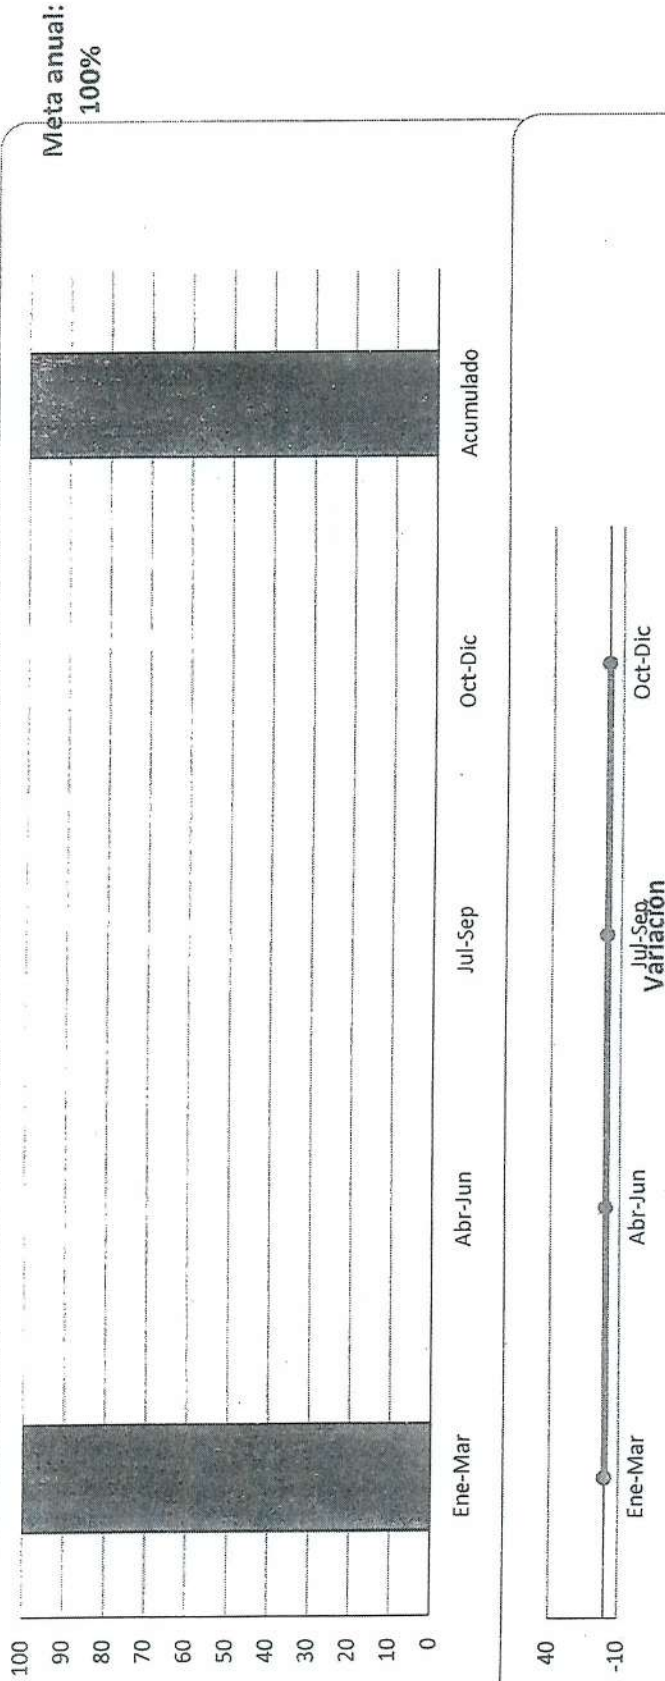 Meta anual:
100%
100
90
80
70
60
50
40
30
20
10
0
Ene-Mar
Abr-Jun
Jul-Sep
Oct-Dic
Acumulado
40
-10
Ene-Mar
Abr-Jun
Jul-Sep
Oct-Dic
Variación